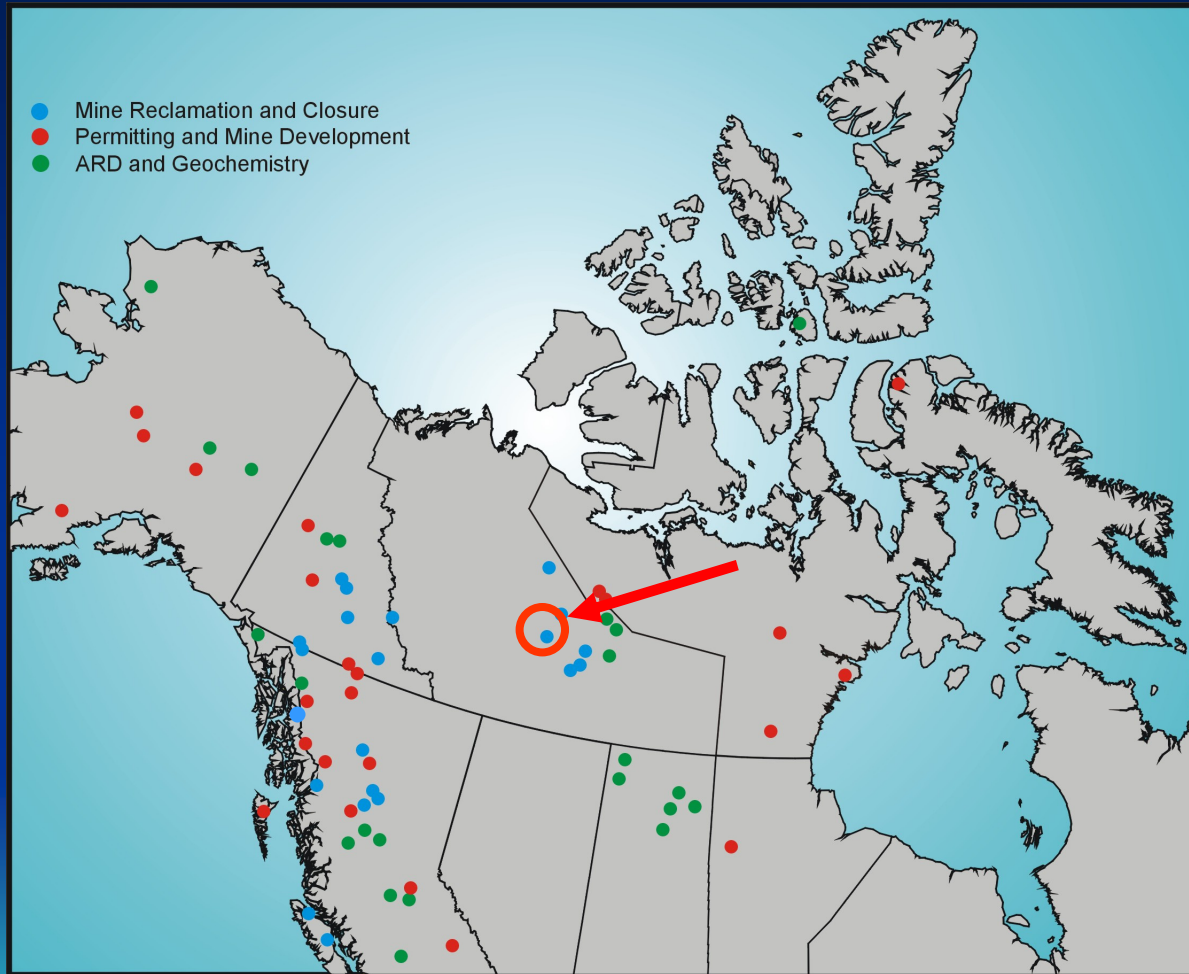 Mine Reclamation and Closure
Permitting and Mine Development
ARD and Geochemistry